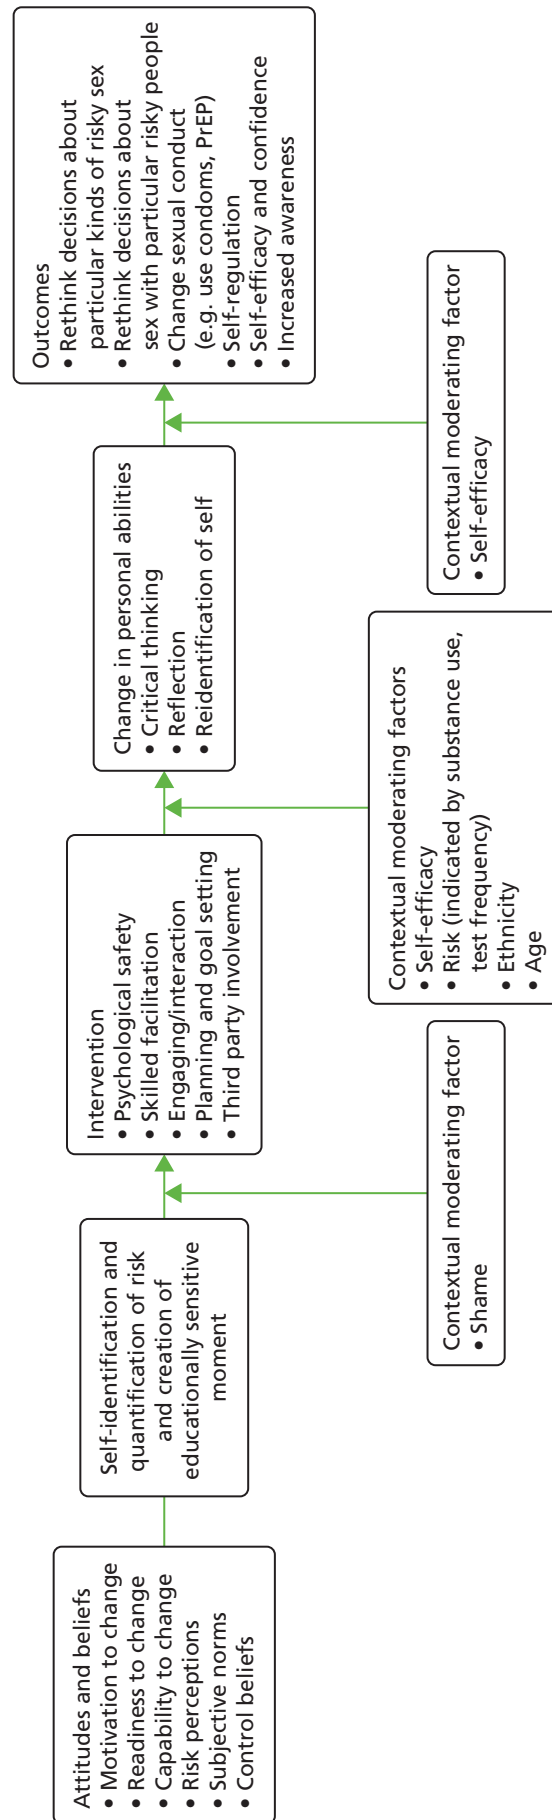 Attitudes and beliefs
• Motivation to change
• Readiness to change
• Capability to change
• Risk perceptions
• Subjective norms
• Control beliefs
Self-identification and
quantification of risk
and creation of
educationally sensitive
moment
Intervention
• Psychological safety
• Skilled facilitation
• Engaging/interaction
• Planning and goal setting
• Third party involvement
Change in personal abilities
• Critical thinking
• Reflection
• Reidentification of self
Outcomes
• Rethink decisions about
particular kinds of risky sex
• Rethink decisions about
sex with particular risky people
• Change sexual conduct
(e.g. use condoms, PrEP)
• Self-regulation
• Self-efficacy and confidence
• Increased awareness
Contextual moderating factor
• Shame
Contextual moderating factors
• Self-efficacy
• Risk (indicated by substance use,
test frequency)
• Ethnicity
• Age
Contextual moderating factor
• Self-efficacy